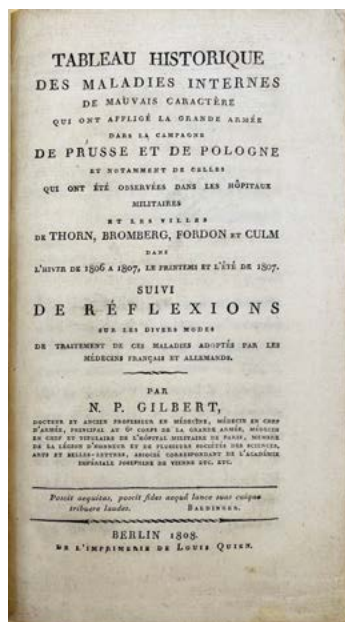 TABLEAU HISTORIQUE
DES MALADIES INTERNES
DE MAUVAIS CARACTÈRE
QUI ONT AFFLIGÉ LA GRANDE ARMÉE
DANS LA CAMPAGNE
DE PRUSSE ET DE POLOGNE
ET NOTAMMENT DE CELLES
QUI ONT ÉTÉ OBSERVÉES DANS LES HÔPITAUX
MILITAIRES
ET LES VILLES
DE THORN, BROMBERG, FORDON ET CULM
DANS
L'HIVER DE 1806 A 1807, LE PRINTEMS ET L'ÉTÉ DE 1807.
SUIVI
DE RÉFLEXIONS
SUR LES DIVERS MODES
DE TRAITEMENT DE CES MALADIES ADOPTÉS PAR LES
MÉDECINS FRANÇAIS ET ALLEMANDS.
PAR
N. P. GILBERT,
DOCTEUR ET ANCIEN PROFESSEUR EN MÉDECINE, MÉDECIN EN CHEF
D'ARMÉE, PRINCIPAL AU 6e CORPS DE LA GRANDE ARMÉE, MÉDECIN
EN CHEF ET TITULAIRE DE L'HÔPITAL MILITAIRE DE PARIS, MEMBRE
DE LA LÉGION D'HONNEUR ET DE PLUSIEURS SOCIÉTÉS DES SCIENCES,
ARTS ET BELLES-LETTRES, ASSOCIÉ CORRESPONDANT DE L'ACADÉMIE
IMPÉRIALE JOSEPHINE DE VIENNE ETC. ETC.
Poscit aequitas, poscit fides aequâ lance suas cuique
tribuere laudes. BALDINGER.
BERLIN 1808.
DE L'IMPRIMERIE DE LOUIS QUIEN.